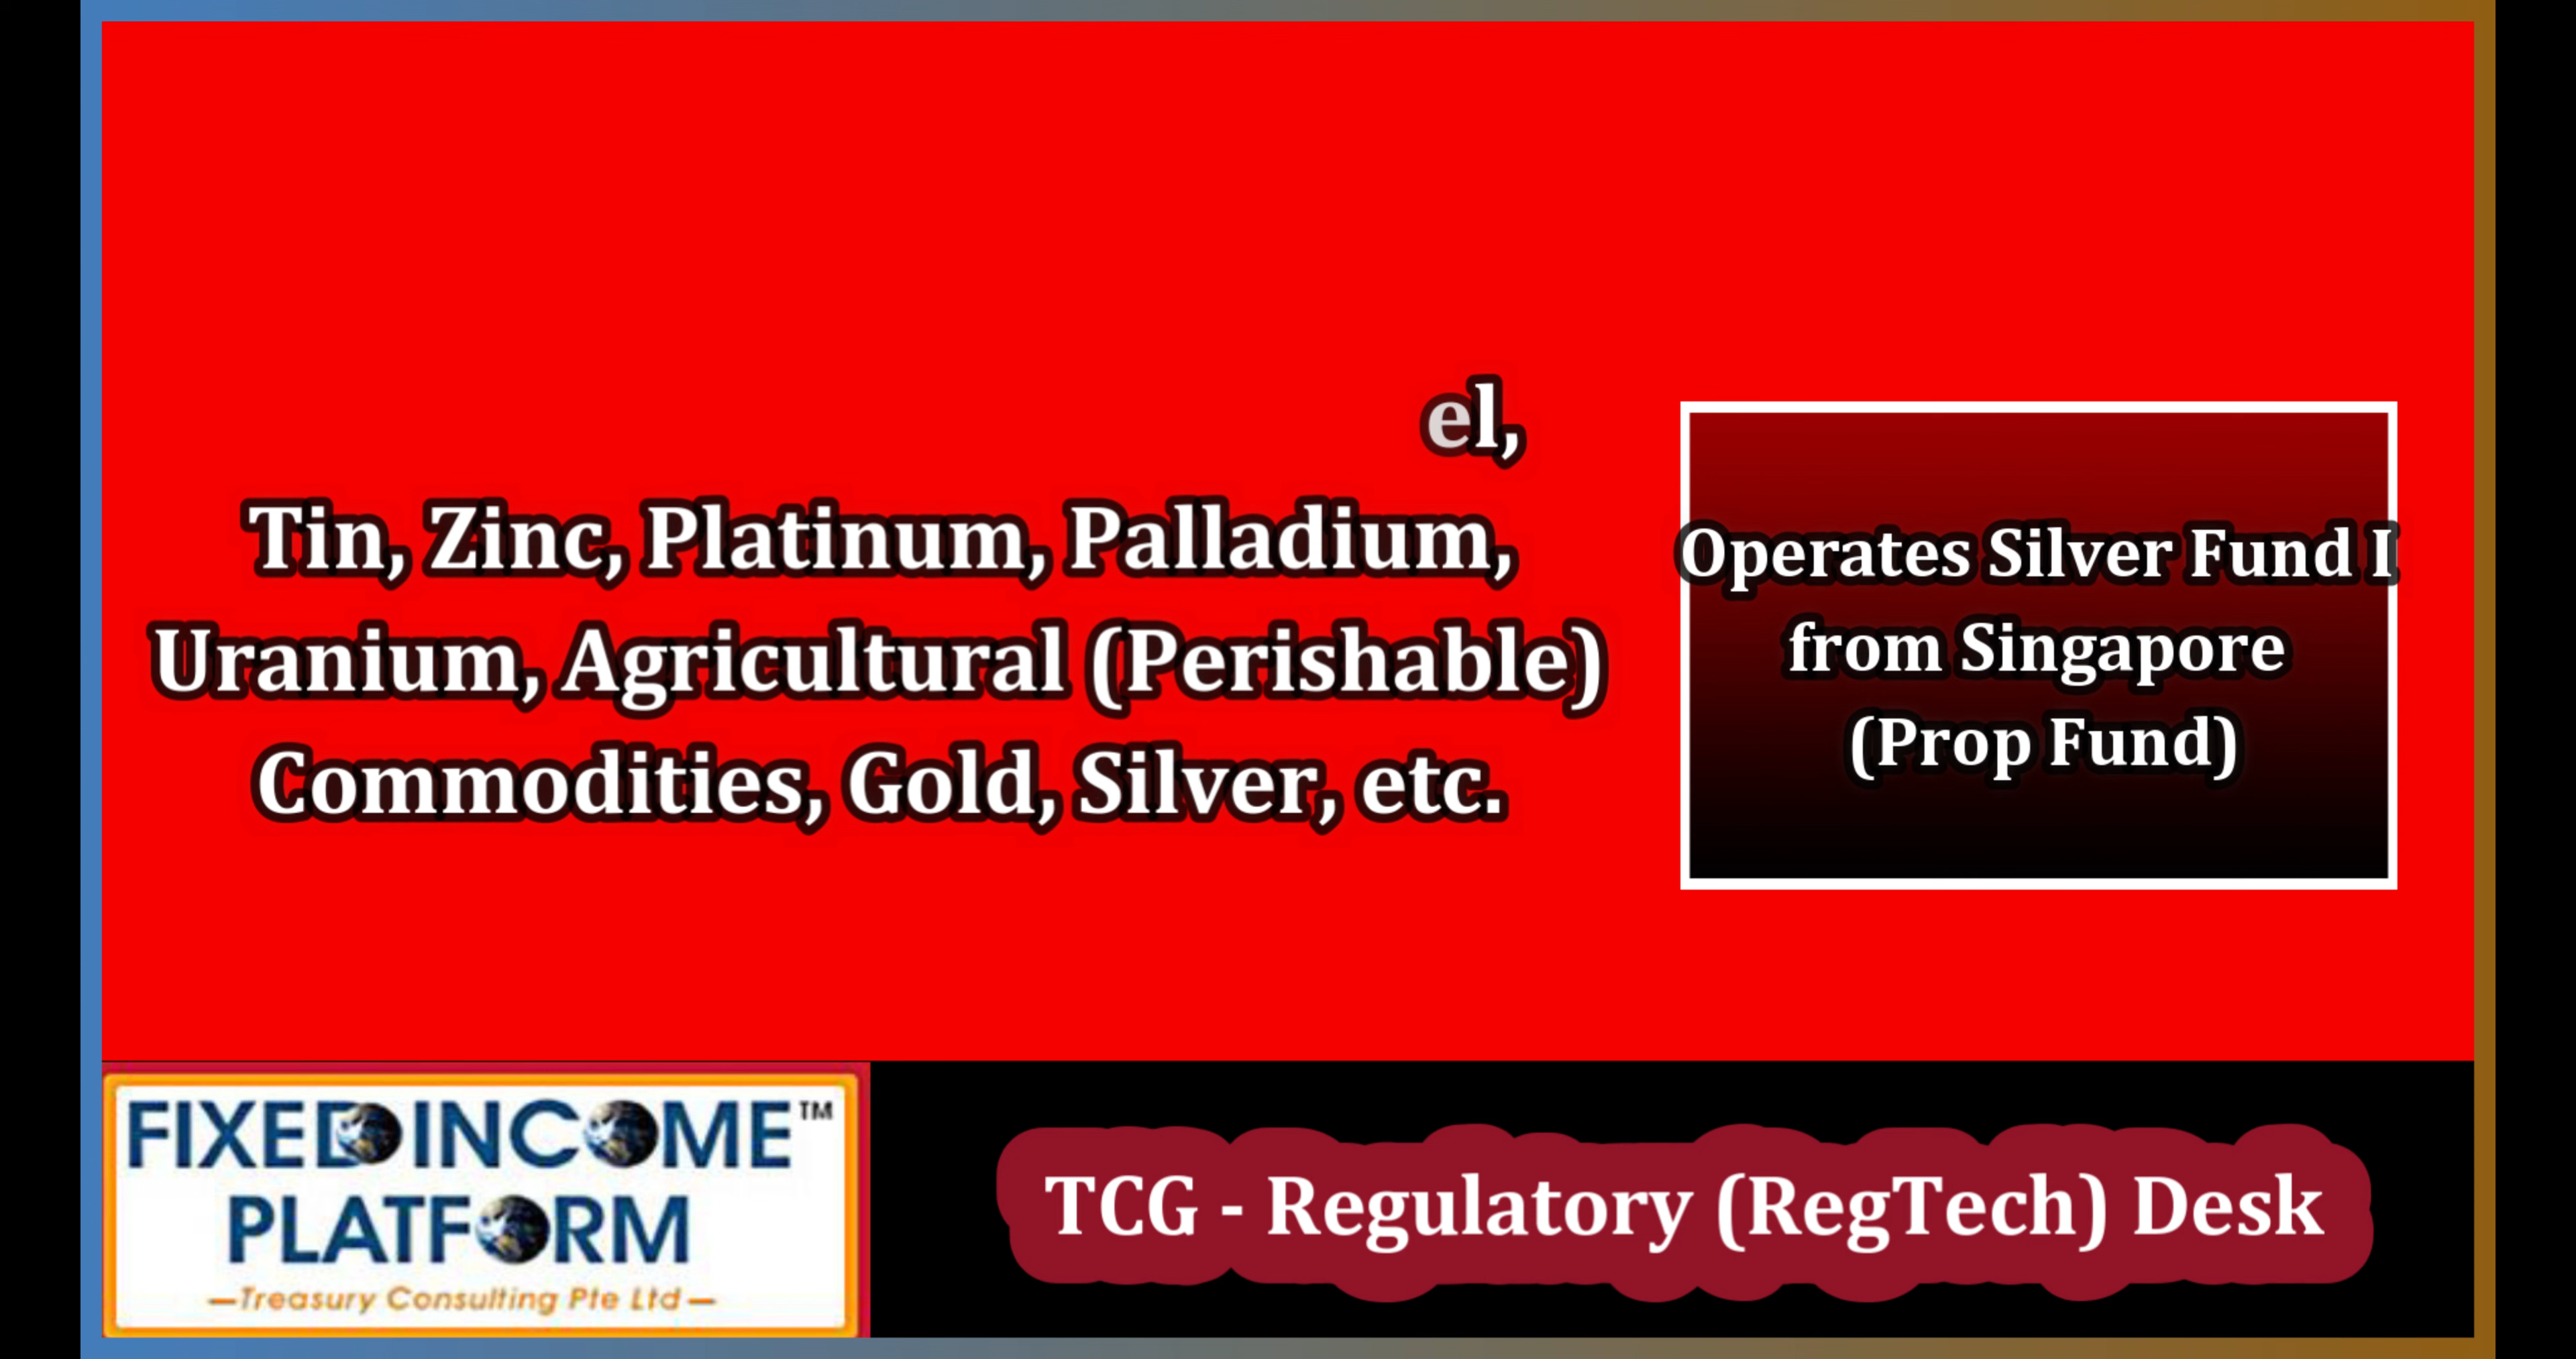 el,
Tin, Zinc, Platinum, Palladium,
Uranium, Agricultural (Perishable)
Commodities, Gold, Silver, etc.
Operates Silver Fund I
from Singapore
(Prop Fund)
FIXED INCOME™
PLATFORM
—Treasury Consulting Pte Ltd—
TCG - Regulatory (RegTech) Desk